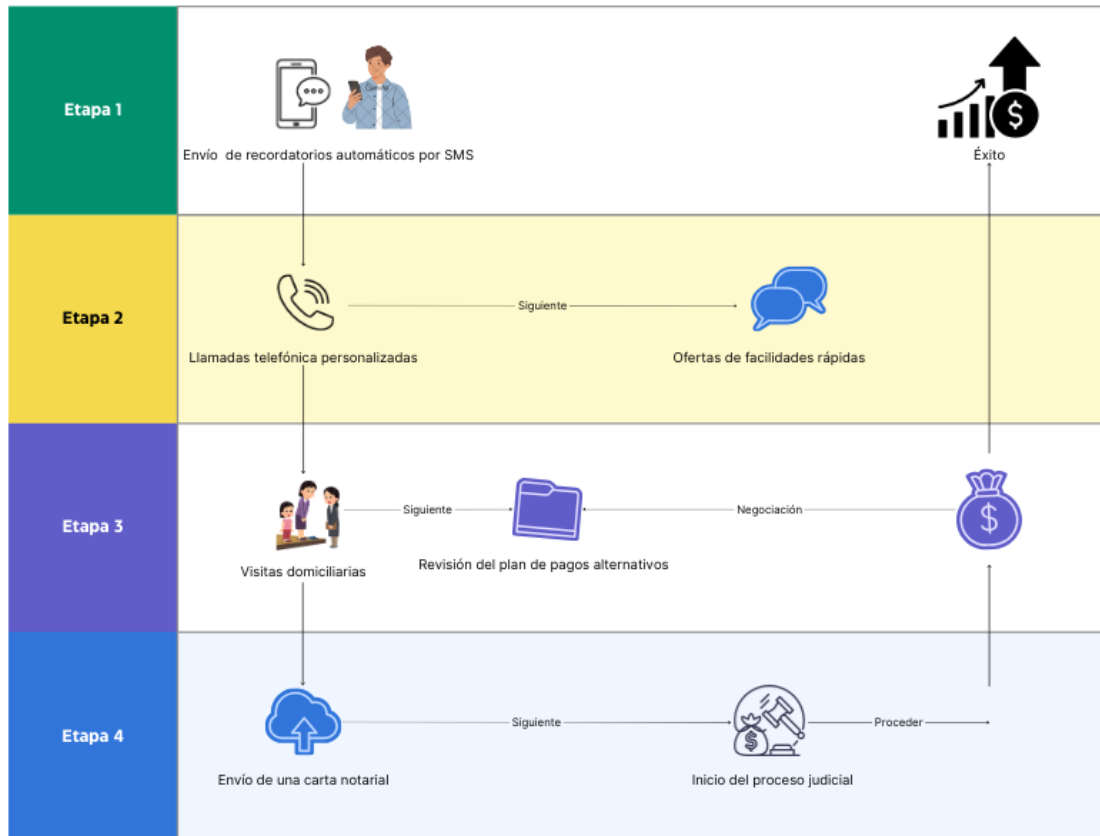 Etapa 1
Envío de recordatorios automáticos por SMS
Éxito
Etapa 2
Siguiente
Llamadas telefónica personalizadas
Ofertas de facilidades rápidas
Etapa 3
Siguiente
Negociación
Visitas domiciliarias
Revisión del plan de pagos alternativos
Etapa 4
Siguiente
Proceder
Envío de una carta notarial
Inicio del proceso judicial